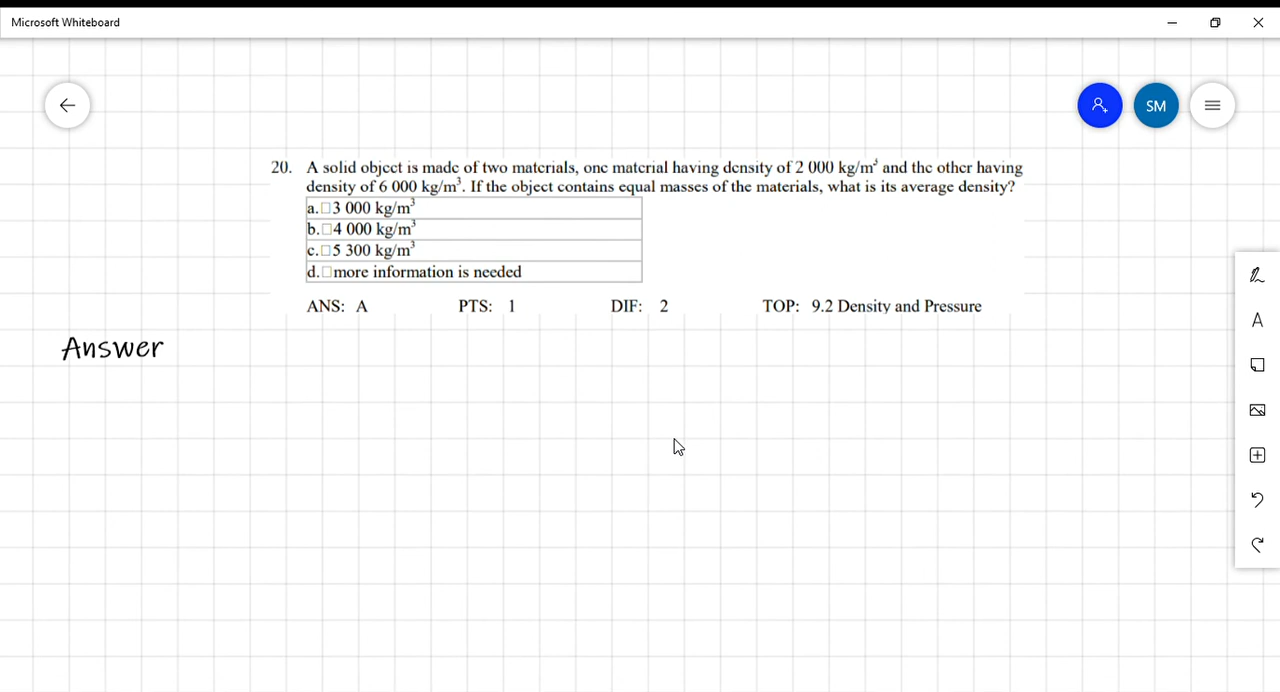 Microsoft Whiteboard
SM
20. A solid object is made of two materials, one material having density of 2 000 kg/m³ and the other having
density of 6 000 kg/m³. If the object contains equal masses of the materials, what is its average density?
a.□3 000 kg/m³
b.□4 000 kg/m³
c.□5 300 kg/m³
d.□more information is needed
ANS: A PTS: 1 DIF: 2 TOP: 9.2 Density and Pressure
Answer
A